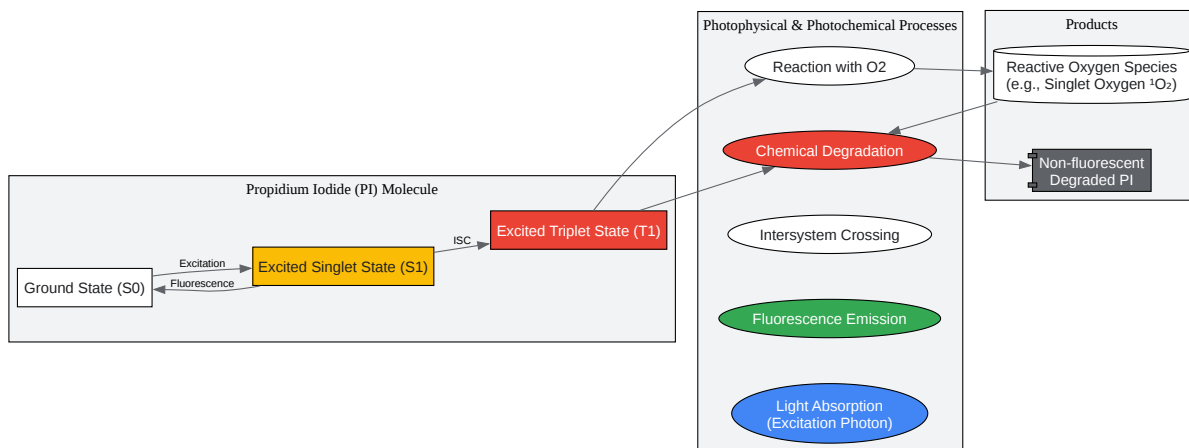 Propidium Iodide (PI) Molecule
Ground State (S0)
Excitation
Fluorescence
Excited Singlet State (S1)
ISC
Excited Triplet State (T1)
Photophysical & Photochemical Processes
Reaction with O2
Chemical Degradation
Intersystem Crossing
Fluorescence Emission
Light Absorption
(Excitation Photon)
Products
Reactive Oxygen Species
(e.g., Singlet Oxygen ¹O₂)
Non-fluorescent
Degraded PI